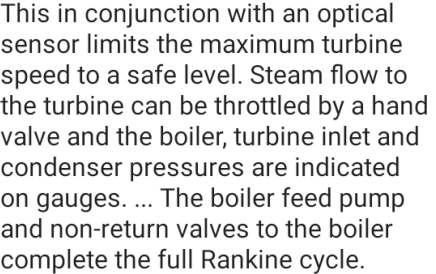 This in conjunction with an optical
sensor limits the maximum turbine
speed to a safe level. Steam flow to
the turbine can be throttled by a hand
valve and the boiler, turbine inlet and
condenser pressures are indicated
on gauges. ... The boiler feed pump
and non-return valves to the boiler
complete the full Rankine cycle.